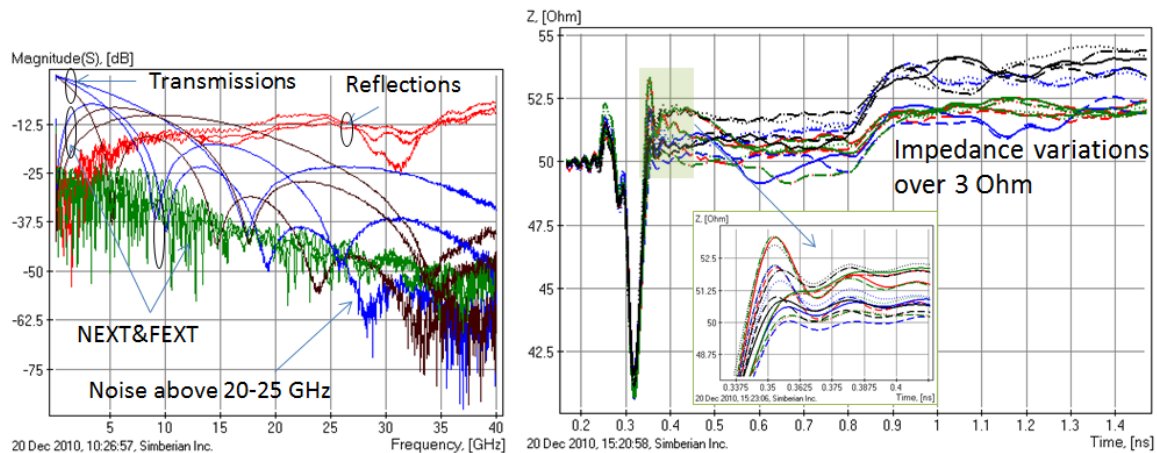 Magnitude(S), [dB]
Transmissions
Reflections
-12.5
-25
-37.5
-50
-62.5
-75
NEXT&FEXT
Noise above 20-25 GHz
5 10 15 20 25 30 35 40
20 Dec 2010, 10:26:57, Simberian Inc.
Frequency, [GHz]
Z, [Ohm]
55
52.5
50
47.5
45
42.5
Impedance variations
over 3 Ohm
Z, [Ohm]
52.5
51.25
50
48.75
0.3375 0.35 0.3625 0.375 0.3875 0.4
20 Dec 2010, 15:23:06, Simberian Inc.
Time, [ns]
0.2 0.3 0.4 0.5 0.6 0.7 0.8 0.9 1 1.1 1.2 1.3 1.4
20 Dec 2010, 15:20:58, Simberian Inc.
Time, [ns]